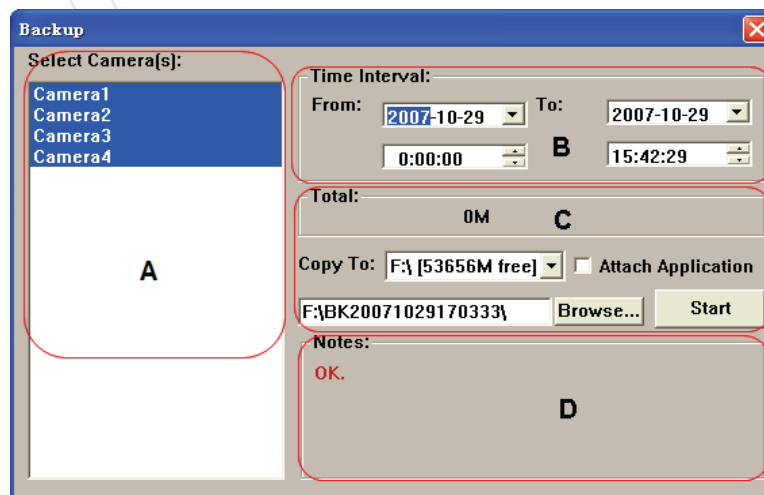 Backup
Select Camera(s):
Camera1
Camera2
Camera3
Camera4
A
Time Interval:
From: 2007-10-29 To: 2007-10-29
0:00:00 B 15:42:29
Total:
0M C
Copy To: F:\ [53656M free] Attach Application
F:\BK20071029170333\ Browse... Start
Notes:
OK.
D